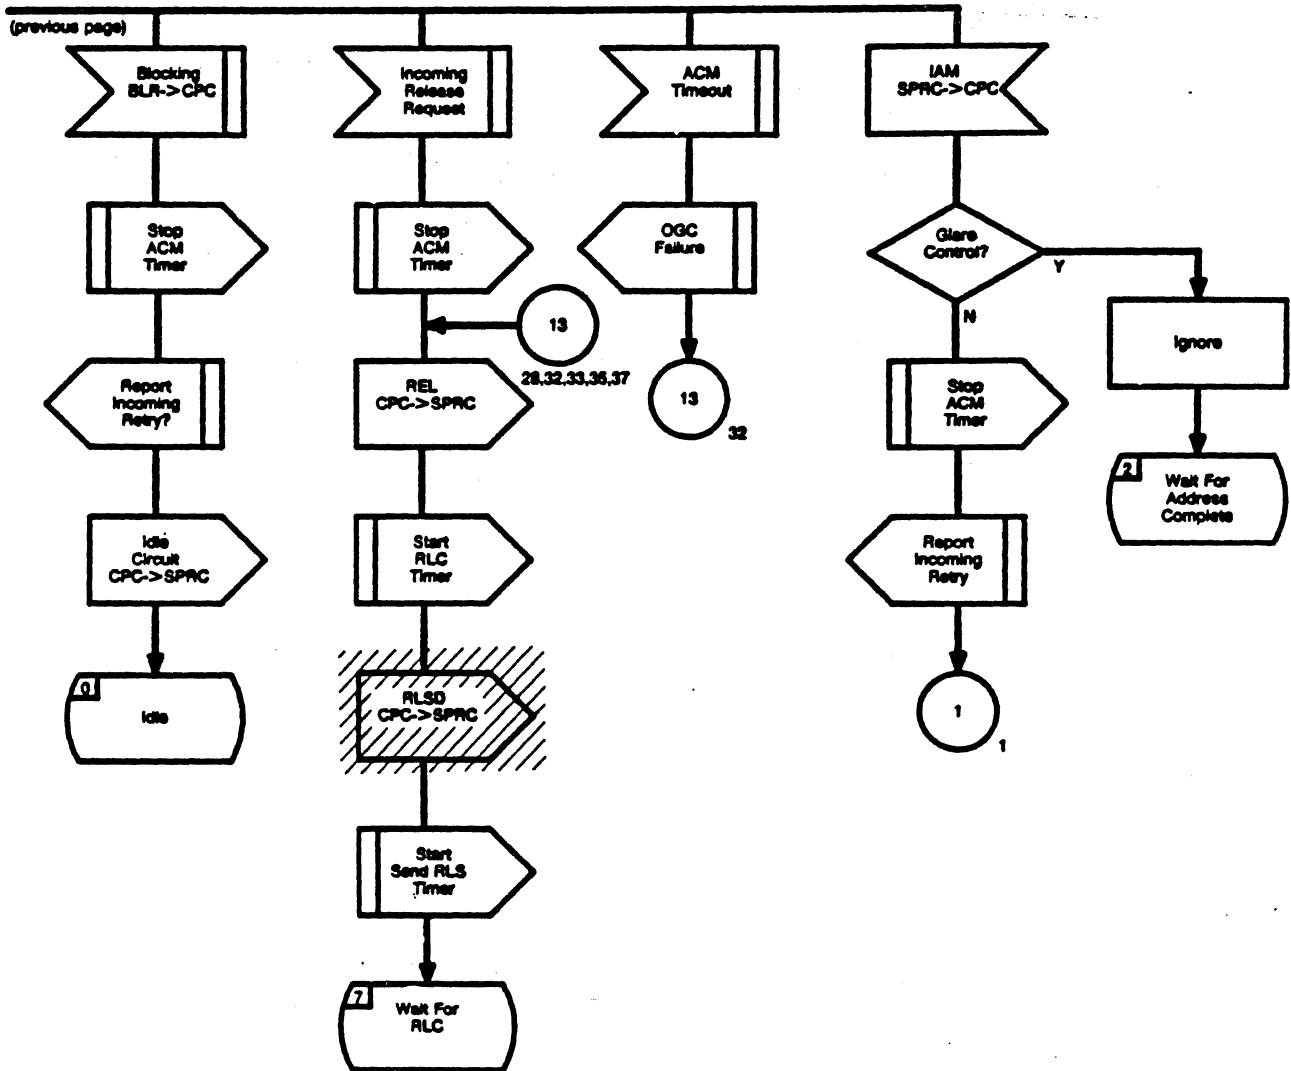 (previous page)
Blocking
BLR->CPC
Incoming
Release
Request
ACM
Timeout
IAM
SPRC->CPC
Stop
ACM
Timer
Stop
ACM
Timer
OGC
Failure
Glare
Control?
Y
N
13
28,32,33,35,37
Ignore
Report
Incoming
Retry?
REL
CPC->SPRC
13
32
Stop
ACM
Timer
2
Wait For
Address
Complete
Idle
Circuit
CPC->SPRC
Start
RLC
Timer
Report
Incoming
Retry
0
Idle
RLSD
CPC->SPRC
1
1
Start
Send RLS
Timer
7
Wait For
RLC